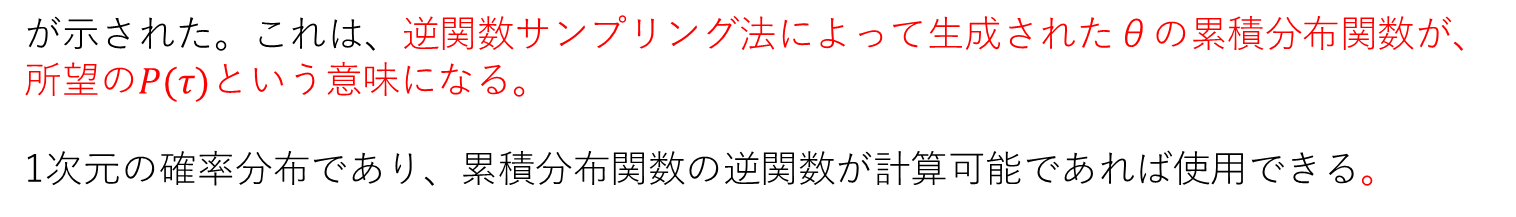 が示された。これは、逆関数サンプリング法によって生成された θ の累積分布関数が、
所望のP(τ)という意味になる。
1次元の確率分布であり、累積分布関数の逆関数が計算可能であれば使用できる。